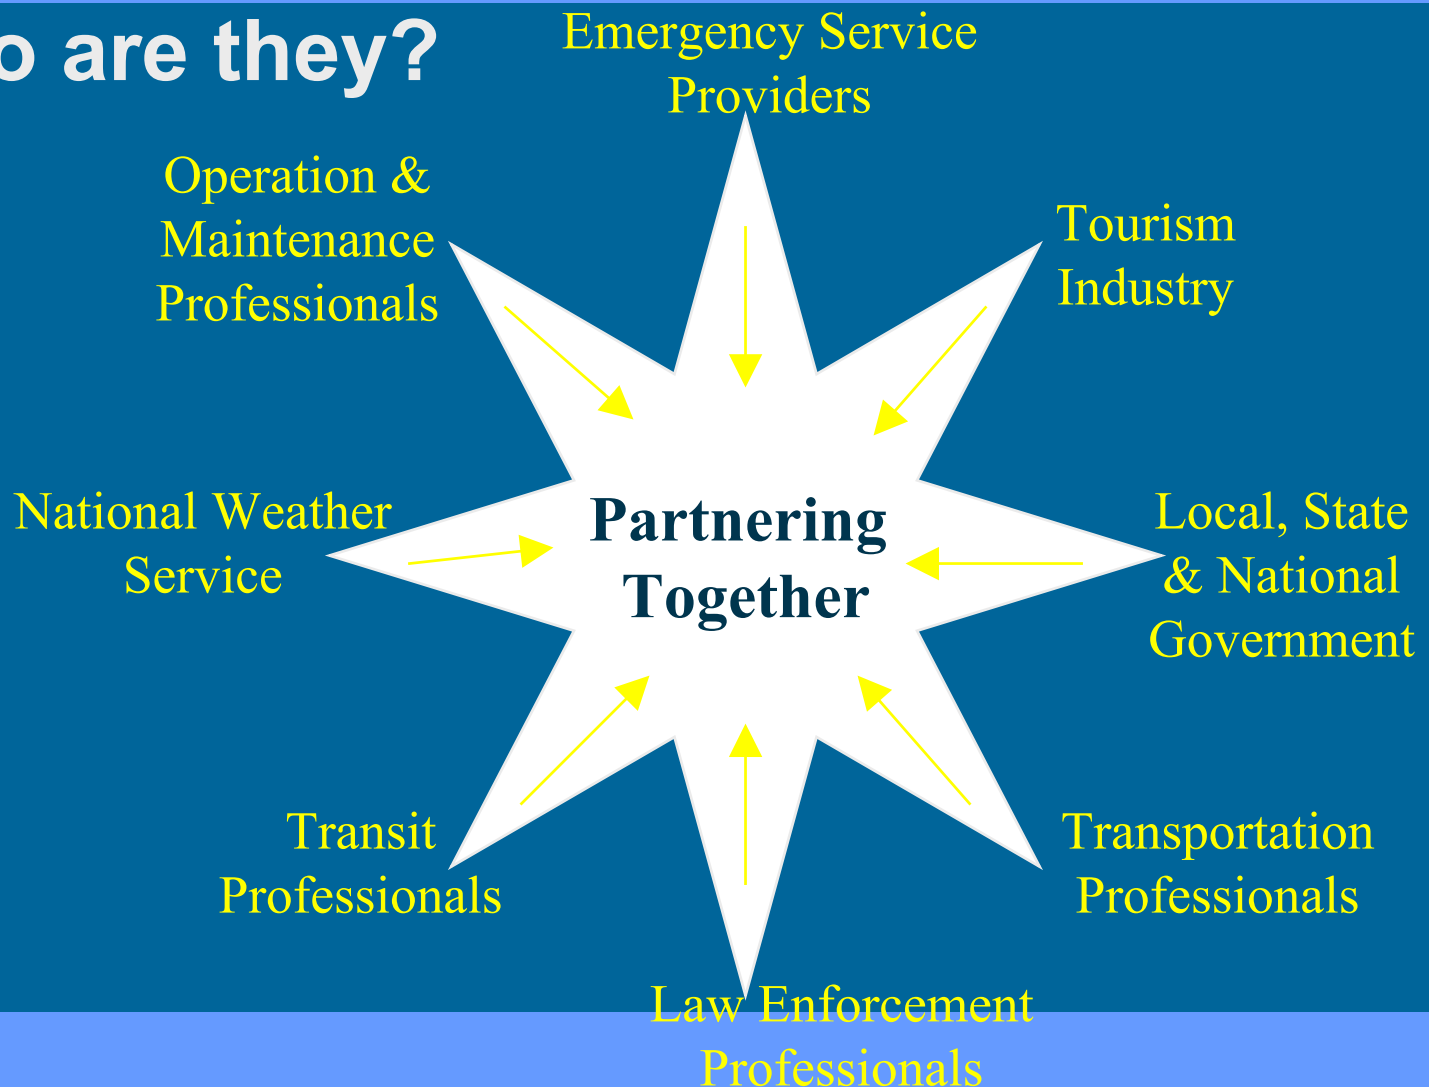 o are they?
Emergency Service
Providers
Operation &
Maintenance
Professionals
Tourism
Industry
National Weather
Service
Partnering
Together
Local, State
& National
Government
Transit
Professionals
Transportation
Professionals
Law Enforcement
Professionals